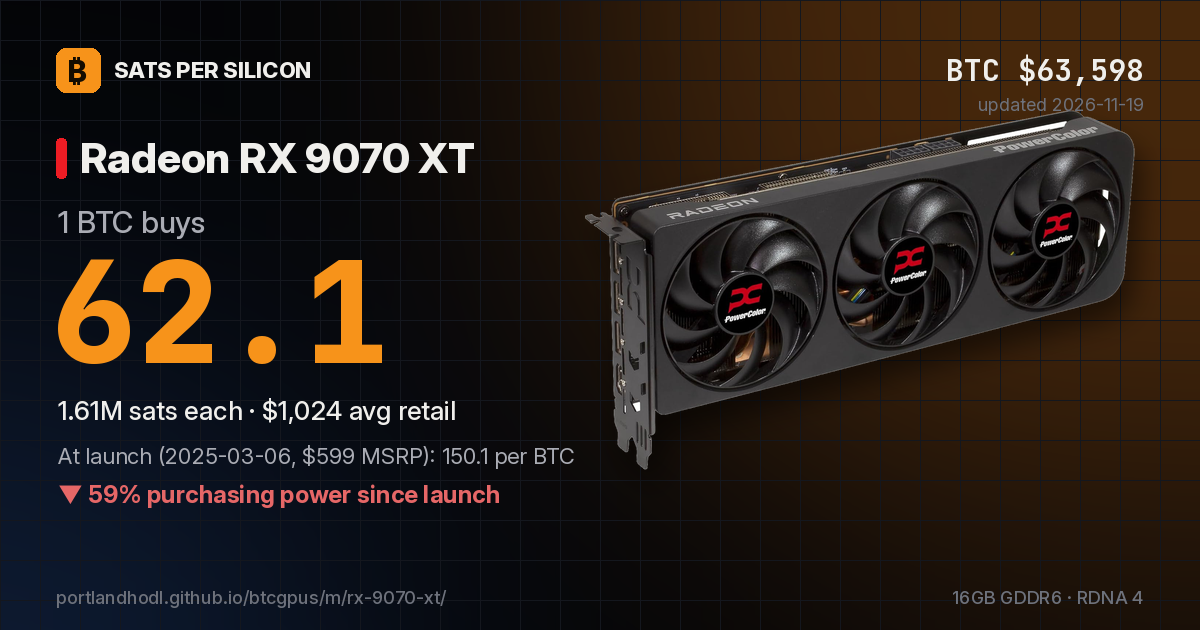 SATS PER SILICON
BTC $63,598
updated 2026-11-19
Radeon RX 9070 XT
1 BTC buys
62.1
1.61M sats each · $1,024 avg retail
At launch (2025-03-06, $599 MSRP): 150.1 per BTC
▼ 59% purchasing power since launch
RADEON
PowerColor
PowerColor
PowerColor
PowerColor
portlandhodl.github.io/btcgpus/m/rx-9070-xt/
16GB GDDR6 · RDNA 4